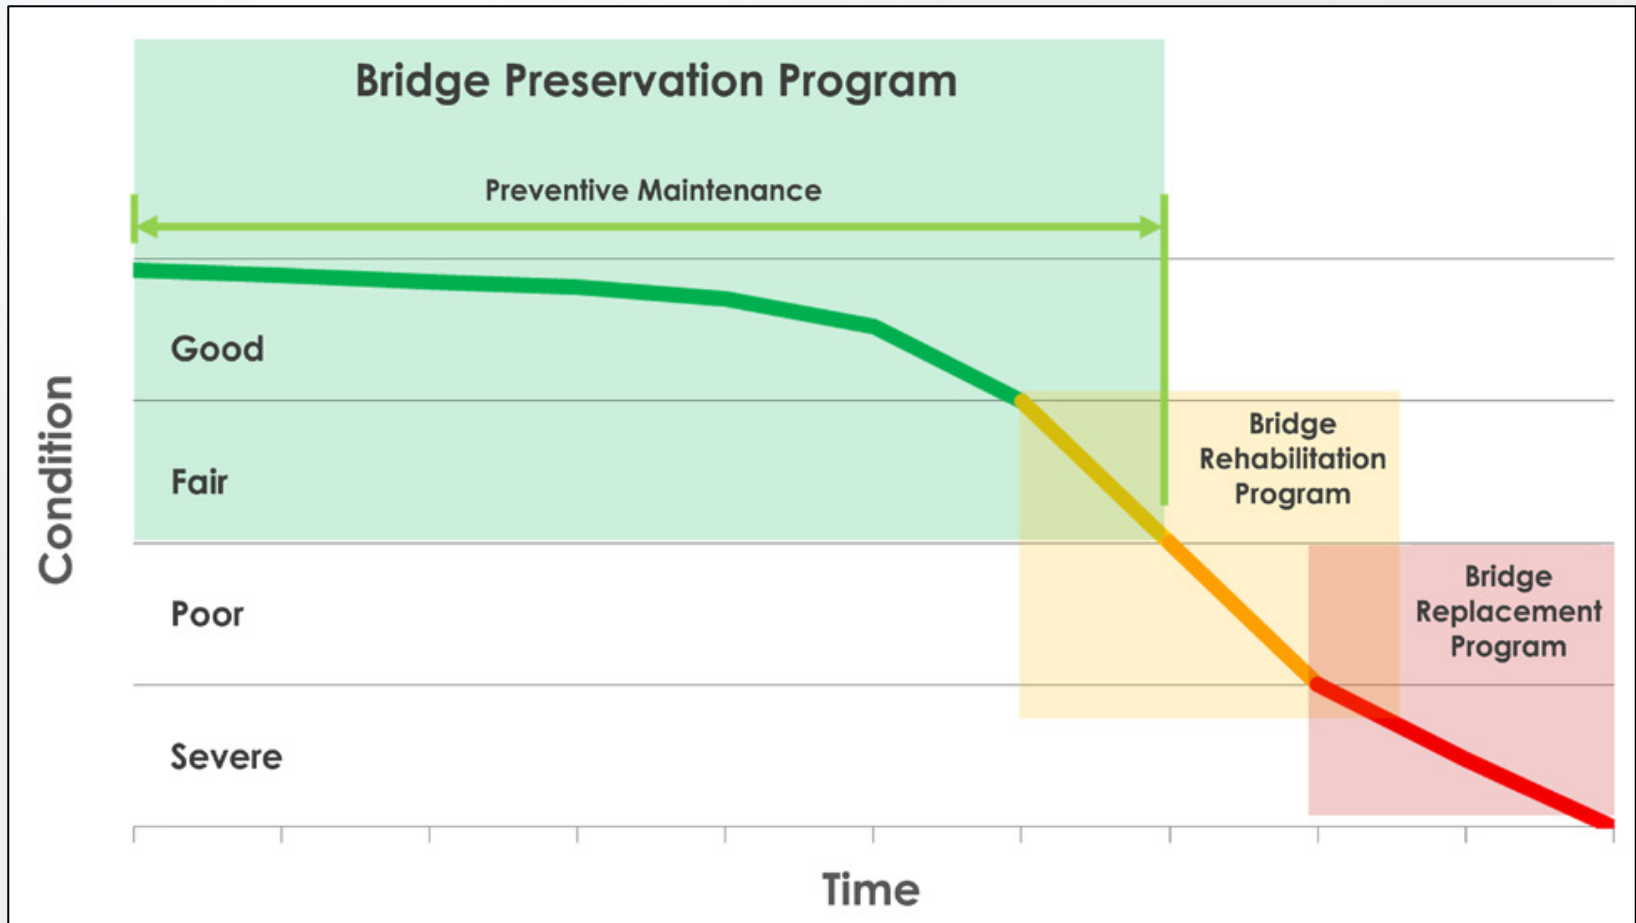 Bridge Preservation Program
Preventive Maintenance
Condition
Good
Fair
Poor
Severe
Bridge
Rehabilitation
Program
Bridge
Replacement
Program
Time